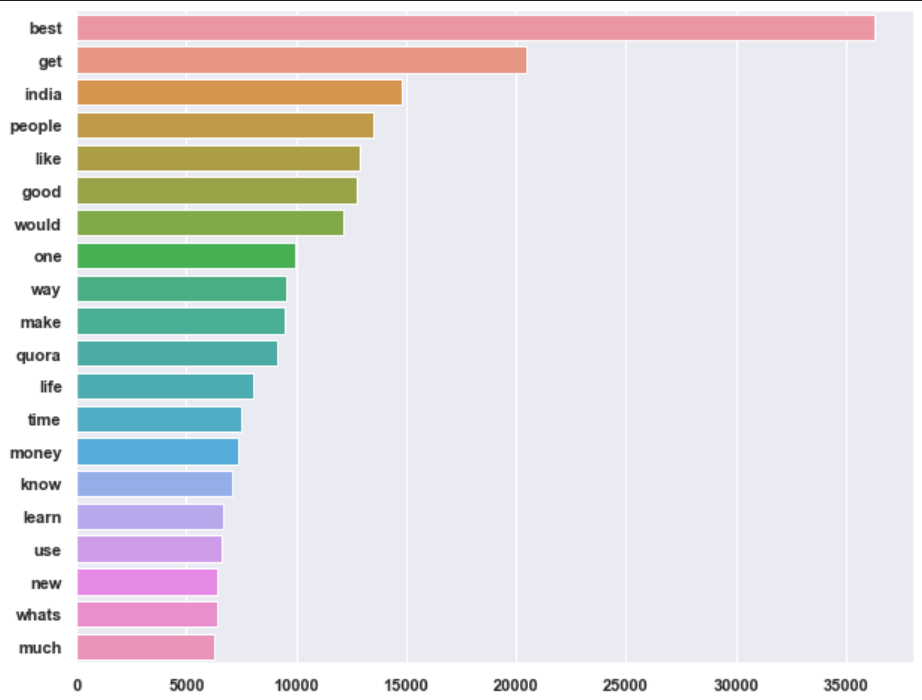 best
get
india
people
like
good
would
one
way
make
quora
life
time
money
know
learn
use
new
whats
much
0 5000 10000 15000 20000 25000 30000 35000